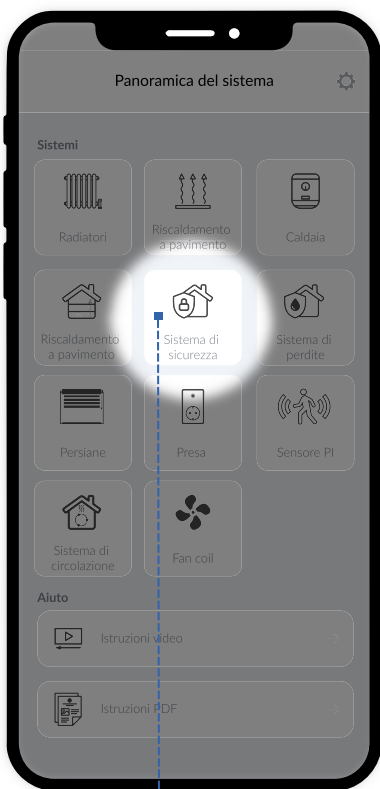 Panoramica del sistema
Sistemi
Radiatori
Riscaldamento
a pavimento
Caldaia
Riscaldamento
a pavimento
Sistema di
sicurezza
Sistema di
perdite
Persiane
Presa
Sensore PI
Sistema di
circolazione
Fan coil
Aiuto
Istruzioni video
Istruzioni PDF